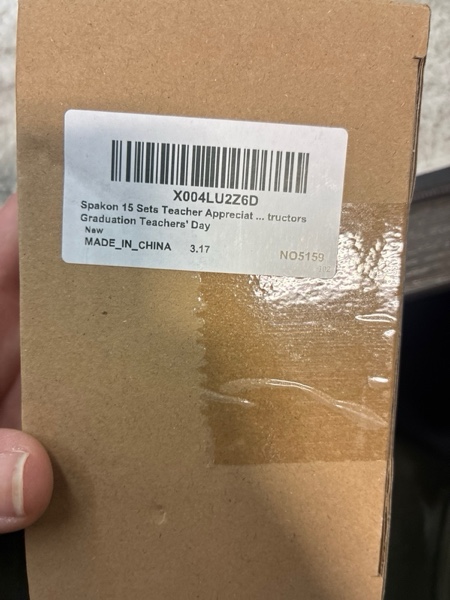 X004LU2Z6D
Spakon 15 Sets Teacher Appreciat ... tructors
Graduation Teachers' Day
New
MADE_IN_CHINA 3.17
NO5159